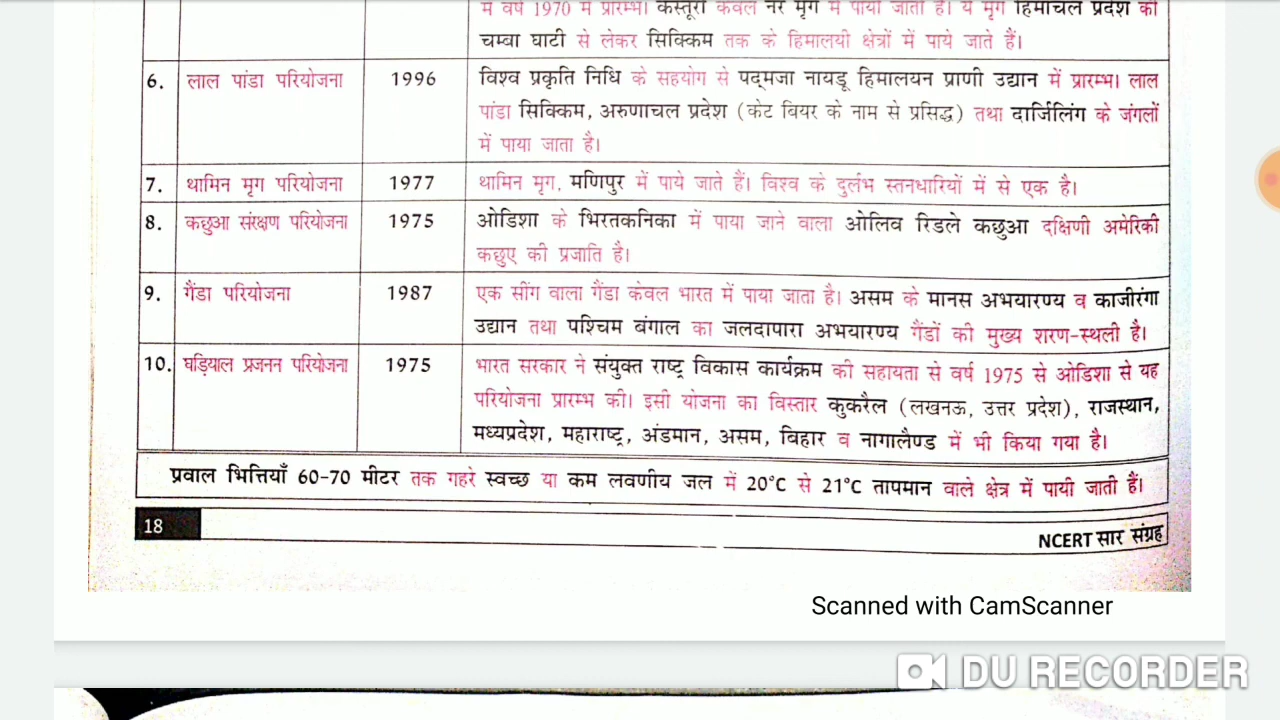 में वर्ष 1970 में प्रारम्भ। कस्तूरी केवल नर मृग में पाया जाता है। ये मृग हिमाचल प्रदेश की
चम्बा घाटी से लेकर सिक्किम तक के हिमालयी क्षेत्रों में पाये जाते हैं।
6. लाल पांडा परियोजना 1996 विश्व प्रकृति निधि के सहयोग से पद्मजा नायडू हिमालयन प्राणी उद्यान में प्रारम्भ। लाल
पांडा सिक्किम, अरुणाचल प्रदेश (केट बियर के नाम से प्रसिद्ध) तथा दार्जिलिंग के जंगलों
में पाया जाता है।
7. थामिन मृग परियोजना 1977 थामिन मृग, मणिपुर में पाये जाते हैं। विश्व के दुर्लभ स्तनधारियों में से एक है।
8. कछुआ संरक्षण परियोजना 1975 ओडिशा के भिरतकनिका में पाया जाने वाला ओलिव रिडले कछुआ दक्षिणी अमेरिकी
कछुए की प्रजाति है।
9. गैंडा परियोजना 1987 एक सींग वाला गैंडा केवल भारत में पाया जाता है। असम के मानस अभयारण्य व काजीरंगा
उद्यान तथा पश्चिम बंगाल का जलदापारा अभयारण्य गैंडों की मुख्य शरण-स्थली है।
10. घड़ियाल प्रजनन परियोजना 1975 भारत सरकार ने संयुक्त राष्ट्र विकास कार्यक्रम की सहायता से वर्ष 1975 से ओडिशा से यह
परियोजना प्रारम्भ की। इसी योजना का विस्तार कुकरैल (लखनऊ, उत्तर प्रदेश), राजस्थान,
मध्यप्रदेश, महाराष्ट्र, अंडमान, असम, बिहार व नागालैण्ड में भी किया गया है।
प्रवाल भित्तियाँ 60-70 मीटर तक गहरे स्वच्छ या कम लवणीय जल में 20°C से 21°C तापमान वाले क्षेत्र में पायी जाती हैं।
18
NCERT सार संग्रह
Scanned with CamScanner
DU RECORDER